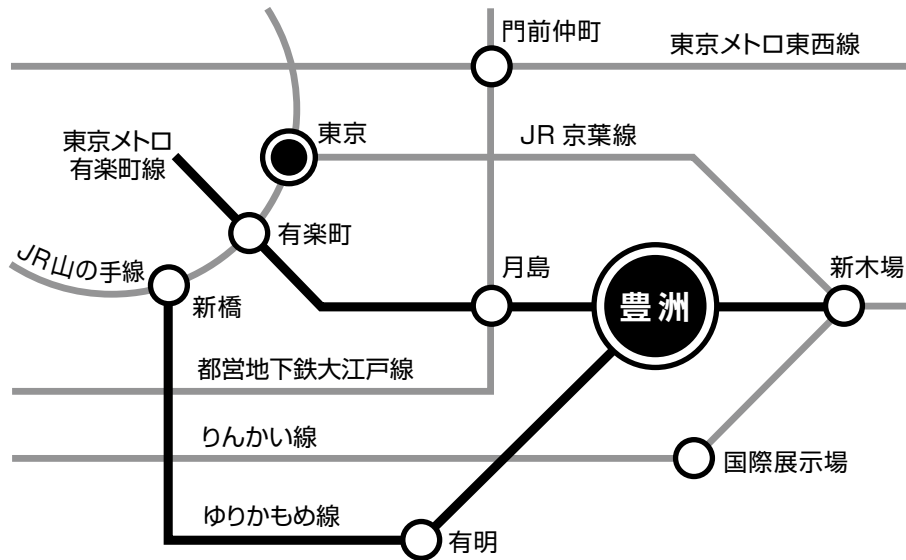 門前仲町
東京メトロ東西線
東京
JR 京葉線
東京メトロ
有楽町線
有楽町
JR山の手線
新橋
月島
豊洲
新木場
都営地下鉄大江戸線
りんかい線
国際展示場
ゆりかもめ線
有明